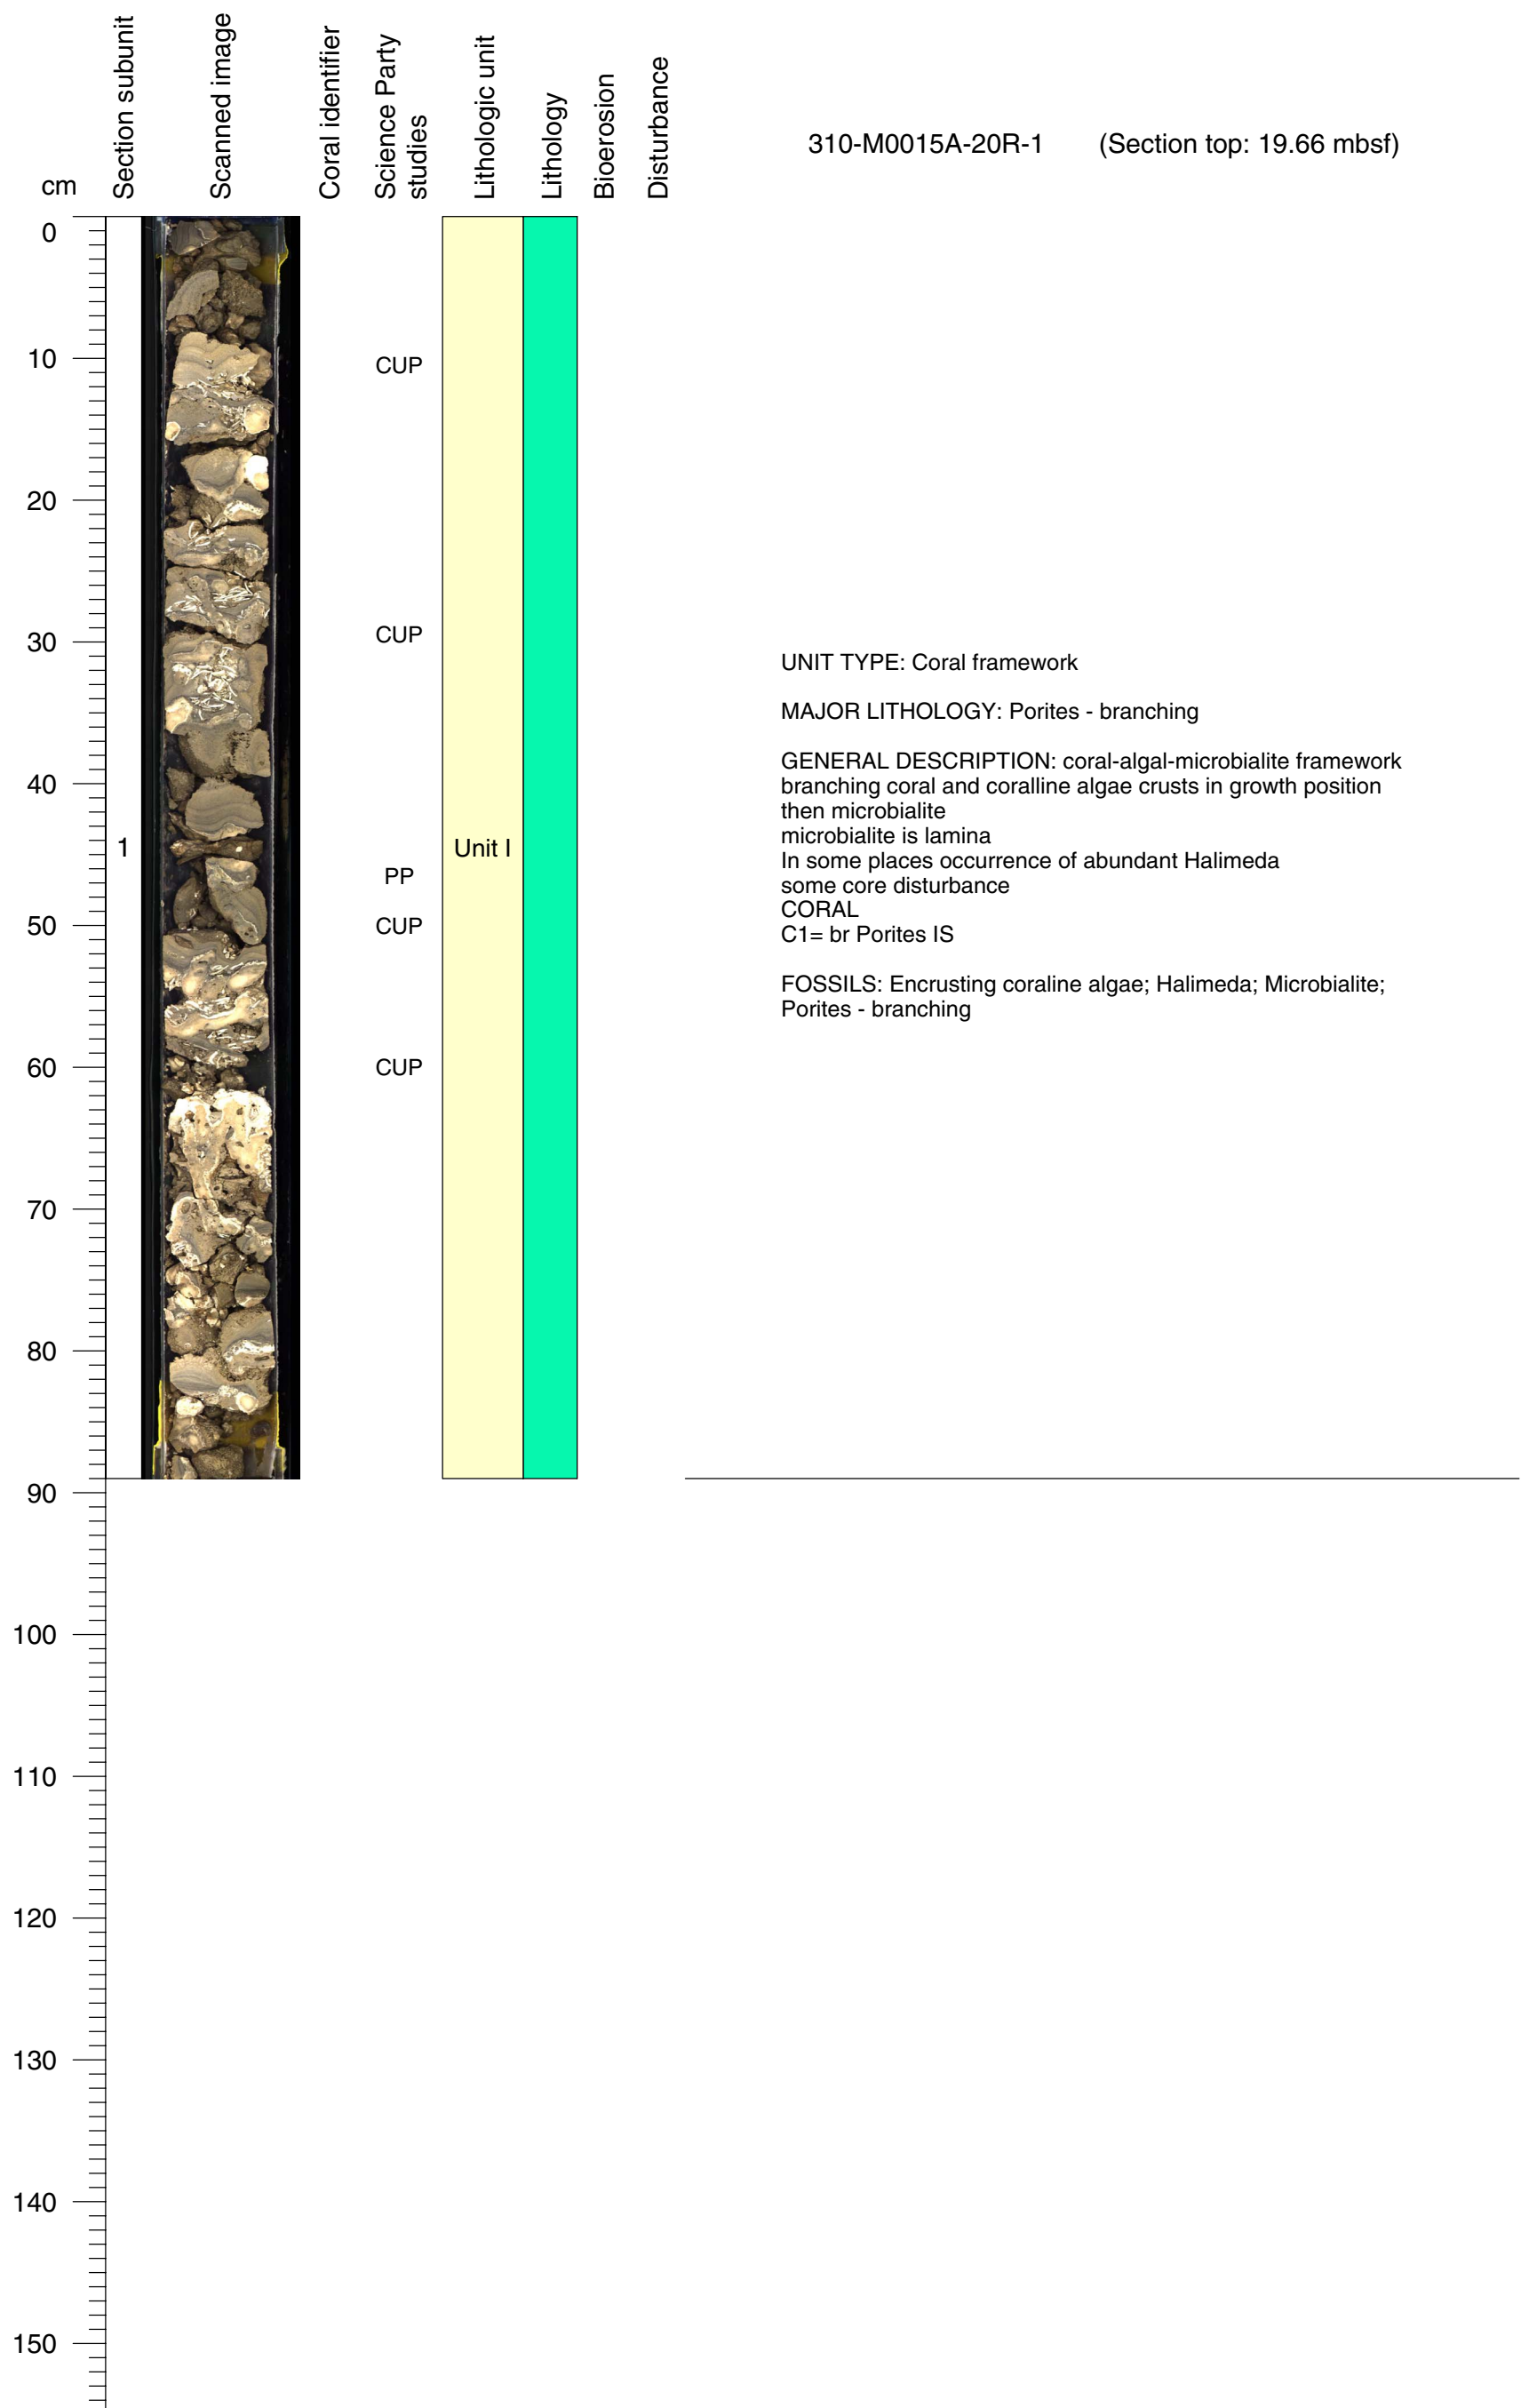 cm
Section subunit
Scanned image
Coral identifier
Science Party
studies
Lithologic unit
Lithology
Bioerosion
Disturbance
310-M0015A-20R-1 (Section top: 19.66 mbsf)
0
10
CUP
20
30
CUP
UNIT TYPE: Coral framework
MAJOR LITHOLOGY: Porites - branching
GENERAL DESCRIPTION: coral-algal-microbialite framework
branching coral and coralline algae crusts in growth position
then microbialite
microbialite is lamina
In some places occurrence of abundant Halimeda
some core disturbance
CORAL
C1= br Porites IS
FOSSILS: Encrusting coraline algae; Halimeda; Microbialite;
Porites - branching
40
1
Unit I
PP
50
CUP
60
CUP
70
80
90
100
110
120
130
140
150